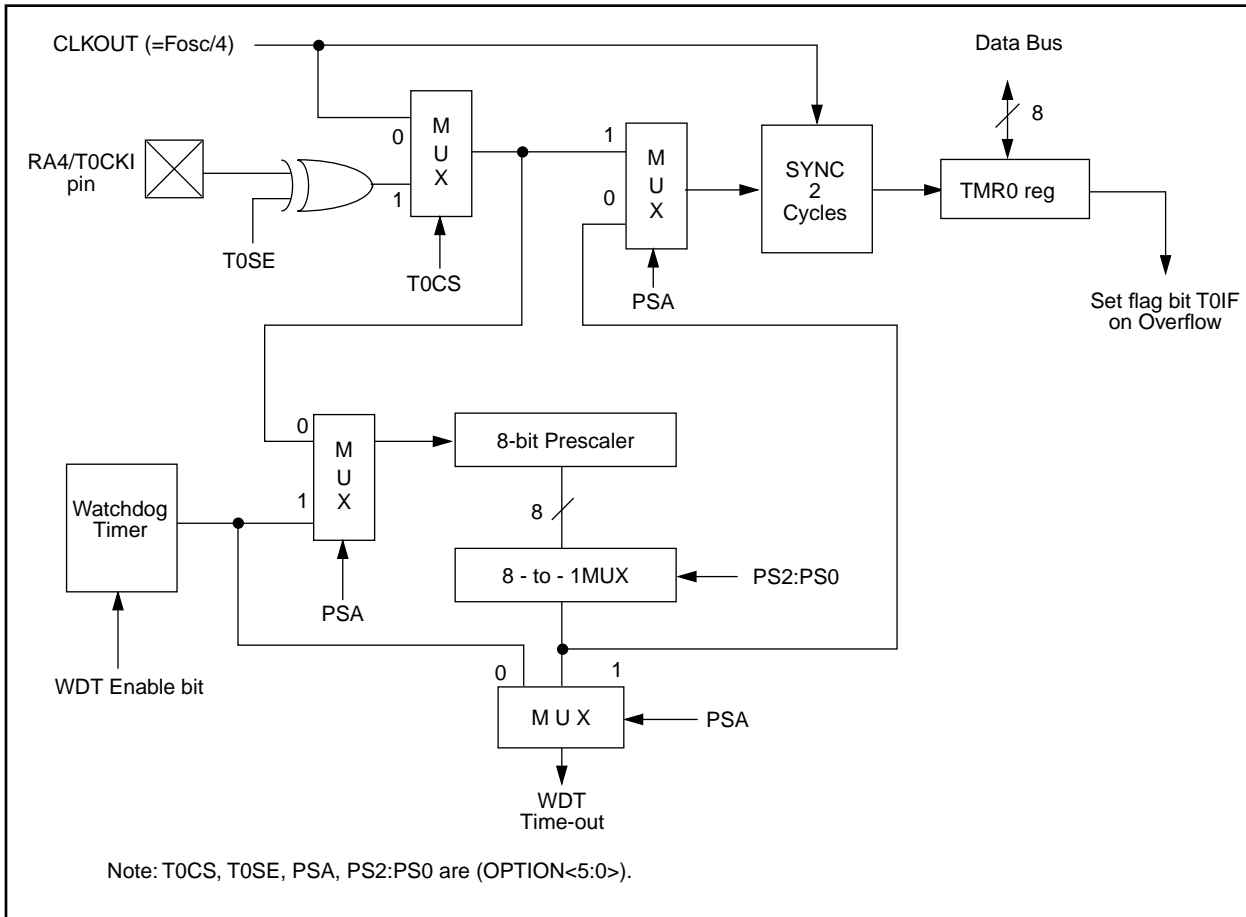 CLKOUT (=Fosc/4)
Data Bus
8
RA4/T0CKI
pin
T0SE
0
1
M
U
X
T0CS
1
0
M
U
X
PSA
SYNC
2
Cycles
TMR0 reg
Set flag bit T0IF
on Overflow
0
1
M
U
X
PSA
8-bit Prescaler
8
Watchdog
Timer
WDT Enable bit
8 - to - 1MUX
PS2:PS0
0
1
M U X
PSA
WDT
Time-out
Note: T0CS, T0SE, PSA, PS2:PS0 are (OPTION<5:0>).